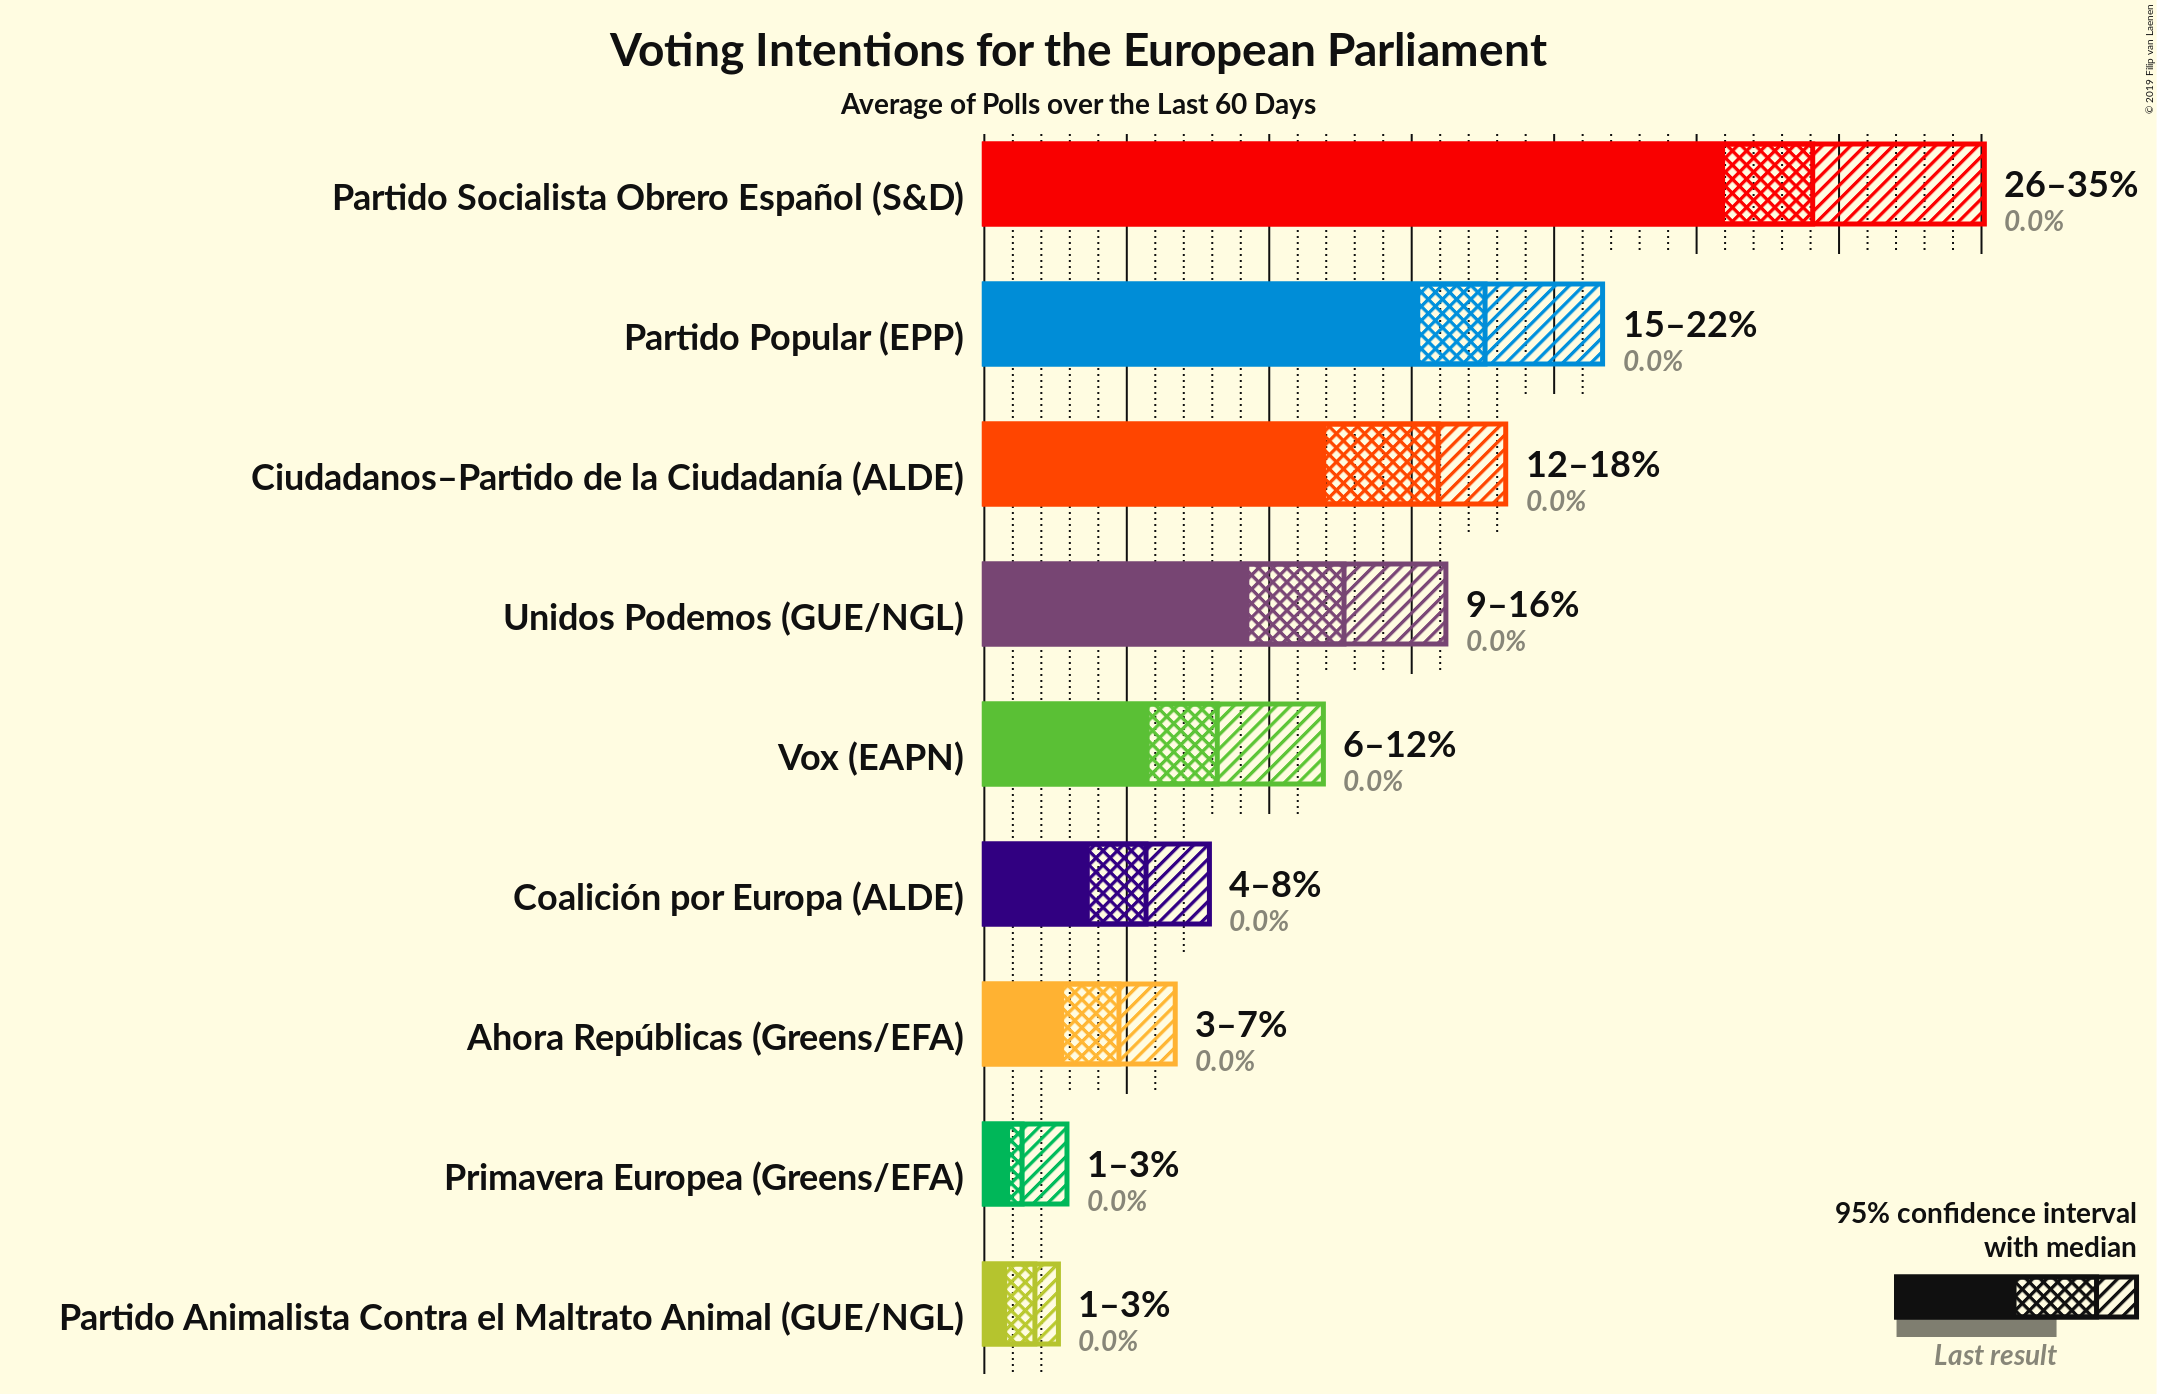 Voting Intentions for the European Parliament
Average of Polls over the Last 60 Days
© 2019 Filip van Laenen
Partido Socialista Obrero Español (S&D)
26–35%
0.0%
Partido Popular (EPP)
15–22%
0.0%
Ciudadanos–Partido de la Ciudadanía (ALDE)
12–18%
0.0%
Unidos Podemos (GUE/NGL)
9–16%
0.0%
Vox (EAPN)
6–12%
0.0%
Coalición por Europa (ALDE)
4–8%
0.0%
Ahora Repúblicas (Greens/EFA)
3–7%
0.0%
Primavera Europea (Greens/EFA)
1–3%
0.0%
Partido Animalista Contra el Maltrato Animal (GUE/NGL)
1–3%
0.0%
95% confidence interval
with median
Last result